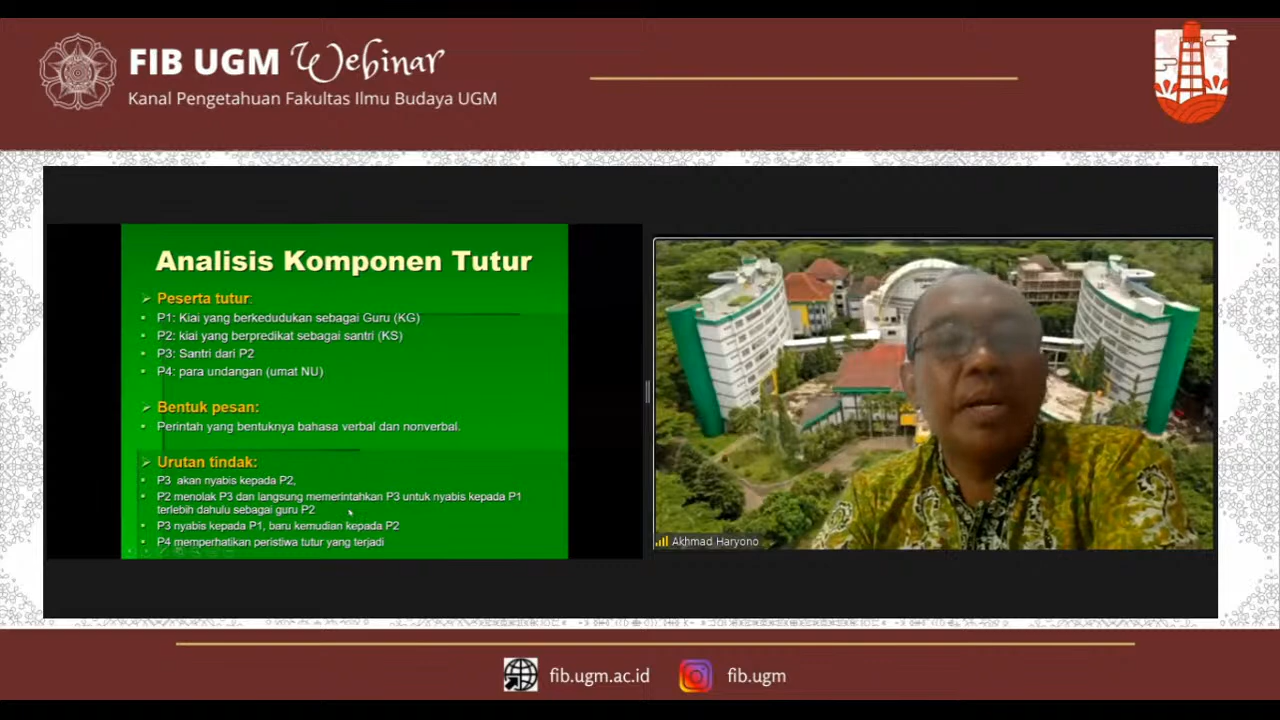 FIB UGM Webinar
Kanal Pengetahuan Fakultas Ilmu Budaya UGM
Analisis Komponen Tutur
Peserta tutur:
P1: Kiai yang berkedudukan sebagai Guru (KG)
P2: kiai yang berpredikat sebagai santri (KS)
P3: Santri dari P2
P4: para undangan (umat NU)
Bentuk pesan:
Perintah yang bentuknya bahasa verbal dan nonverbal.
Urutan tindak:
P3 akan nyabis kepada P2,
P2 menolak P3 dan langsung memerintahkan P3 untuk nyabis kepada P1
terlebih dahulu sebagai guru P2
P3 nyabis kepada P1, baru kemudian kepada P2
P4 memperhatikan peristiwa tutur yang terjadi
Akhmad Haryono
fib.ugm.ac.id
fib.ugm